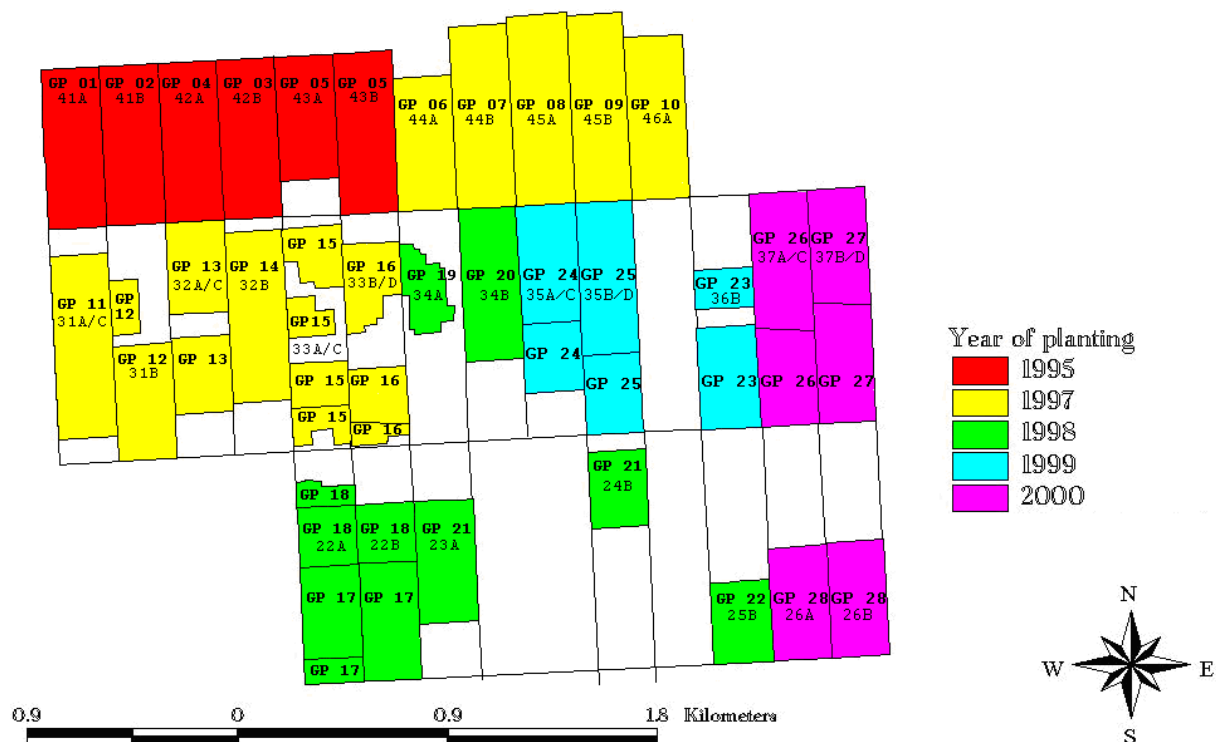 GP 01
41A
GP 02
41B
GP 04
42A
GP 03
42B
GP 05
43A
GP 05
43B
GP 06
44A
GP 07
44B
GP 08
45A
GP 09
45B
GP 10
46A
GP 11
31A/C
GP
12
GP 12
31B
GP 13
32A/C
GP 13
GP 14
32B
GP 15
GP15
33A/C
GP 15
GP 15
GP 16
33B/D
GP 16
GP 16
GP 19
34A
GP 20
34B
GP 24
35A/C
GP 24
GP 25
35B/D
GP 25
GP 23
36B
GP 23
GP 26
37A/C
GP 26
GP 27
37B/D
GP 27
GP 18
GP 18
22A
GP 18
22B
GP 21
23A
GP 17
GP 17
GP 17
GP 21
24B
GP 22
25B
GP 28
26A
GP 28
26B
Year of planting
1995
1997
1998
1999
2000
N
W
E
S
0.9 0 0.9 1.8 Kilometers